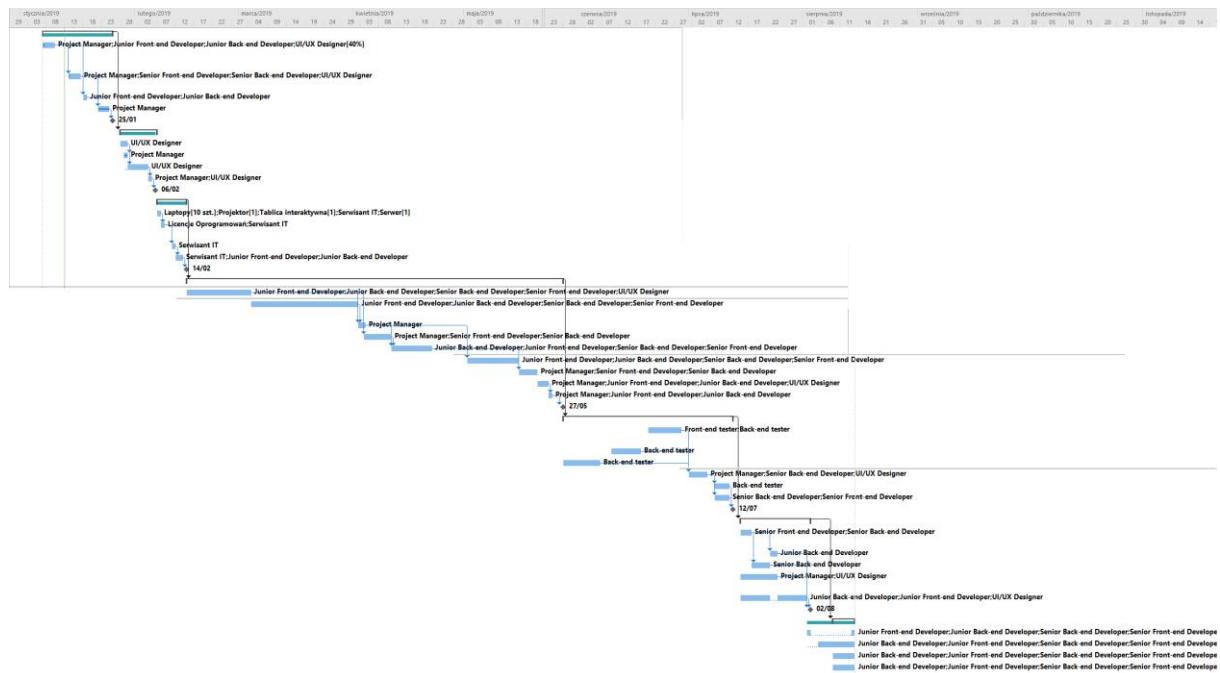 stycznia/2019 lutego/2019 marca/2019 kwietnia/2019 maja/2019 czerwca/2019 lipca/2019 sierpnia/2019 września/2019 października/2019 listopada/2019
Project Manager;Junior Front-end Developer;Junior Back-end Developer;UI/UX Designer[40%]
Project Manager;Senior Front-end Developer;Senior Back-end Developer;UI/UX Designer
Junior Front-end Developer;Junior Back-end Developer
Project Manager
25/01
UI/UX Designer
Project Manager
UI/UX Designer
Project Manager;UI/UX Designer
06/02
Laptopy[10 szt.];Projektor[1];Tablica interaktywna[1];Serwisant IT;Serwer[1]
Licencje Oprogramowań;Serwisant IT
Serwisant IT
Serwisant IT;Junior Front-end Developer;Junior Back-end Developer
14/02
Junior Front-end Developer;Junior Back-end Developer;Senior Back-end Developer;Senior Front-end Developer;UI/UX Designer
Junior Front-end Developer;Junior Back-end Developer;Senior Back-end Developer;Senior Front-end Developer
Project Manager
Project Manager;Senior Front-end Developer;Senior Back-end Developer
Junior Back-end Developer;Junior Front-end Developer;Senior Back-end Developer;Senior Front-end Developer
Junior Front-end Developer;Junior Back-end Developer;Senior Back-end Developer;Senior Front-end Developer
Project Manager;Senior Front-end Developer;Senior Back-end Developer
Project Manager;Junior Front-end Developer;Junior Back-end Developer;UI/UX Designer
Project Manager;Junior Front-end Developer;Junior Back-end Developer
27/05
Front-end tester;Back-end tester
Back-end tester
Back-end tester
Project Manager;Senior Back-end Developer;UI/UX Designer
Back-end tester
Senior Back-end Developer;Senior Front-end Developer
12/07
Senior Front-end Developer;Senior Back-end Developer
Junior Back-end Developer
Senior Back-end Developer
Project Manager;UI/UX Designer
Junior Back-end Developer;Junior Front-end Developer;UI/UX Designer
02/08
Junior Front-end Developer;Junior Back-end Developer;Senior Back-end Developer;Senior Front-end Develope
Junior Back-end Developer;Junior Front-end Developer;Senior Back-end Developer;Senior Front-end Develope
Junior Back-end Developer;Junior Front-end Developer;Senior Back-end Developer;Senior Front-end Develope
Junior Back-end Developer;Junior Front-end Developer;Senior Back-end Developer;Senior Front-end Develope